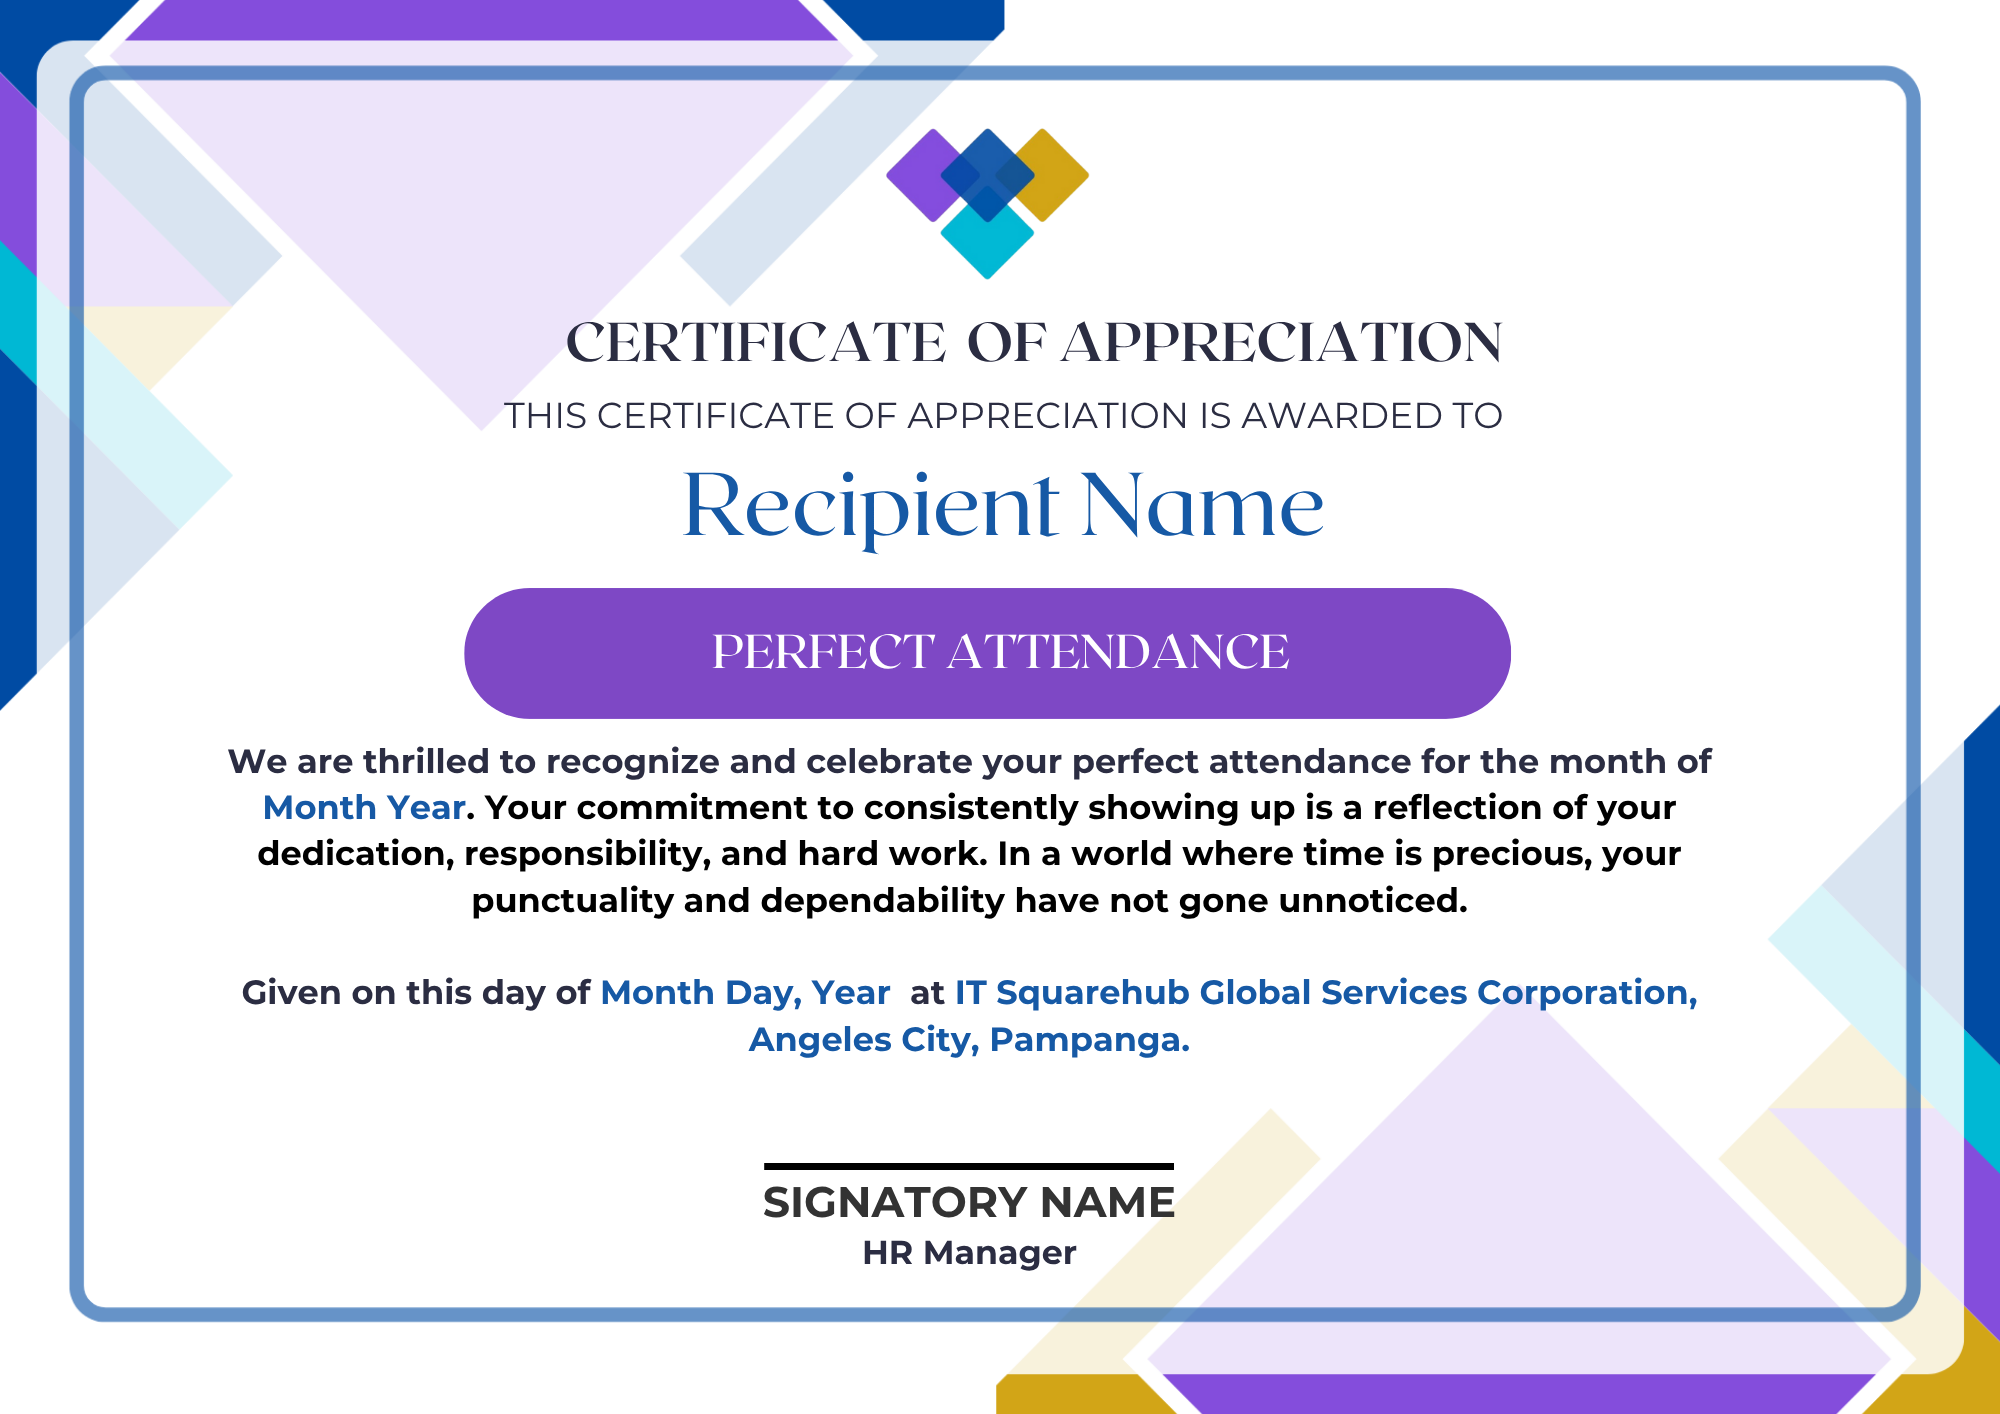 CERTIFICATE OF APPRECIATION
THIS CERTIFICATE OF APPRECIATION IS AWARDED TO
Recipient Name
PERFECT ATTENDANCE
We are thrilled to recognize and celebrate your perfect attendance for the month of
Month Year. Your commitment to consistently showing up is a reflection of your
dedication, responsibility, and hard work. In a world where time is precious, your
punctuality and dependability have not gone unnoticed.
Given on this day of Month Day, Year at IT Squarehub Global Services Corporation,
Angeles City, Pampanga.
SIGNATORY NAME
HR Manager